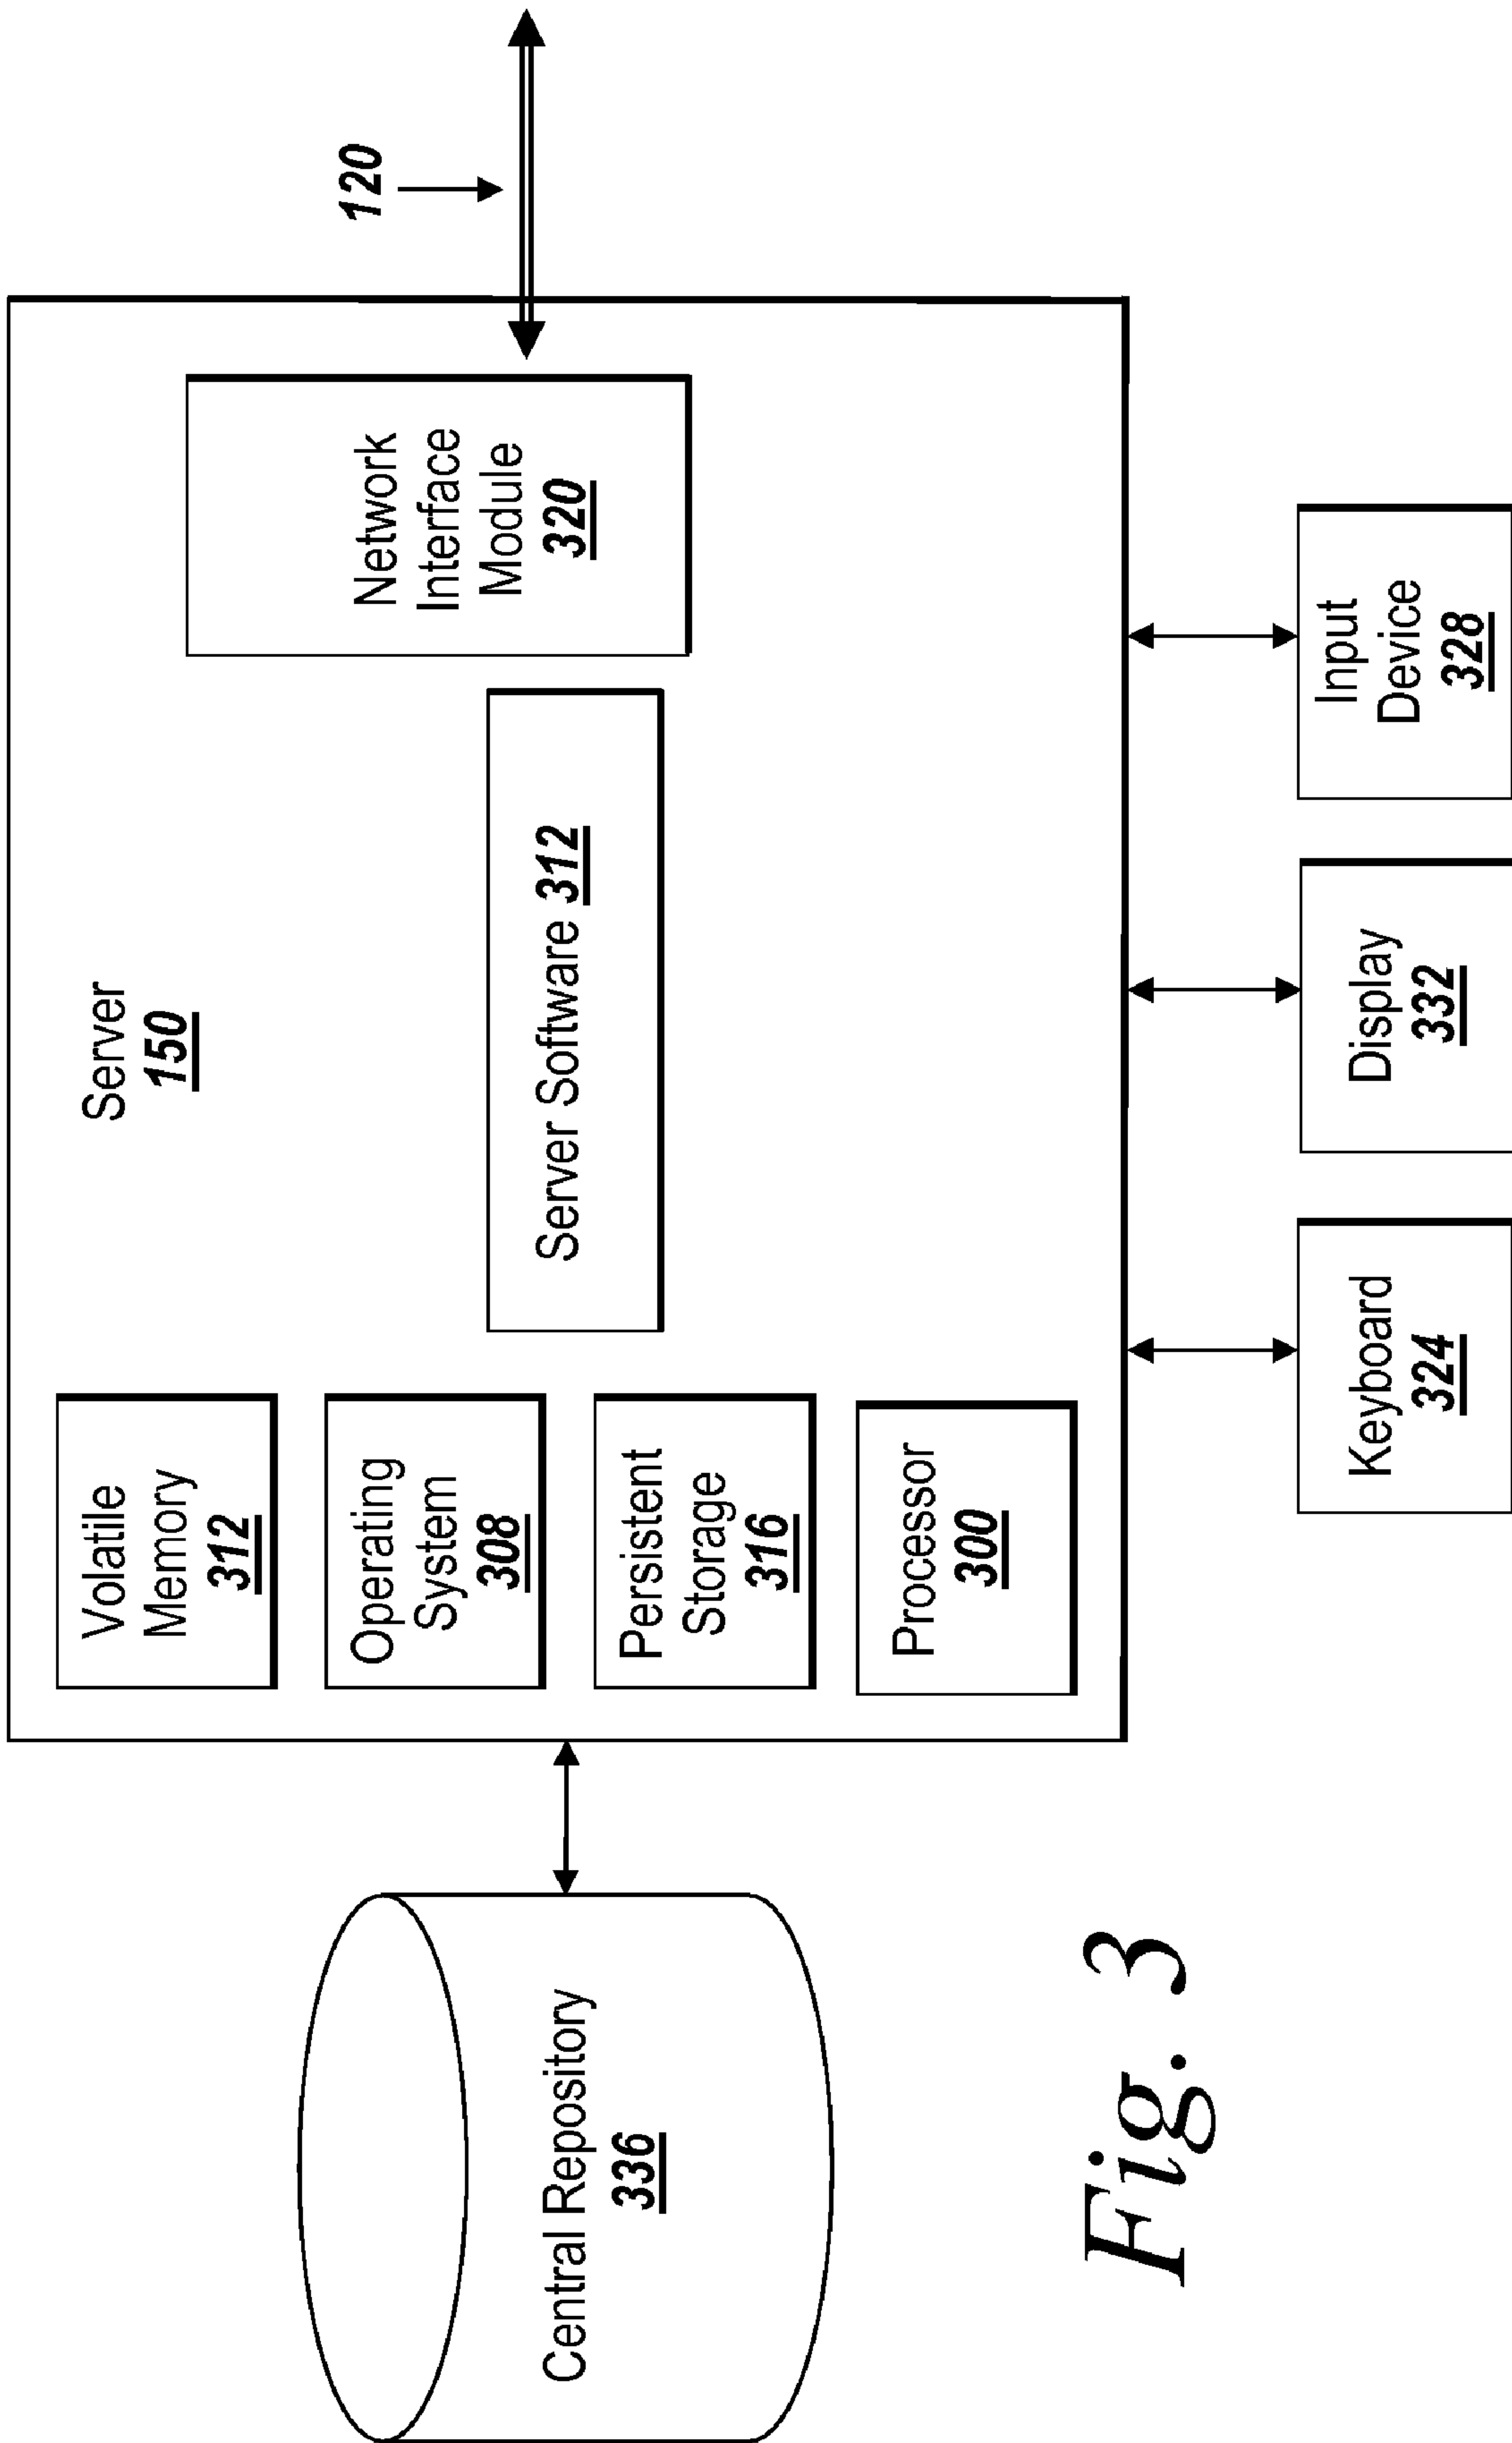 Server
150
120
Volatile
Memory
312
Operating
System
308
Persistent
Storage
316
Processor
300
Server Software 312
Network
Interface
Module
320
Central Repository
336
Keyboard
324
Display
332
Input
Device
328
Fig. 3